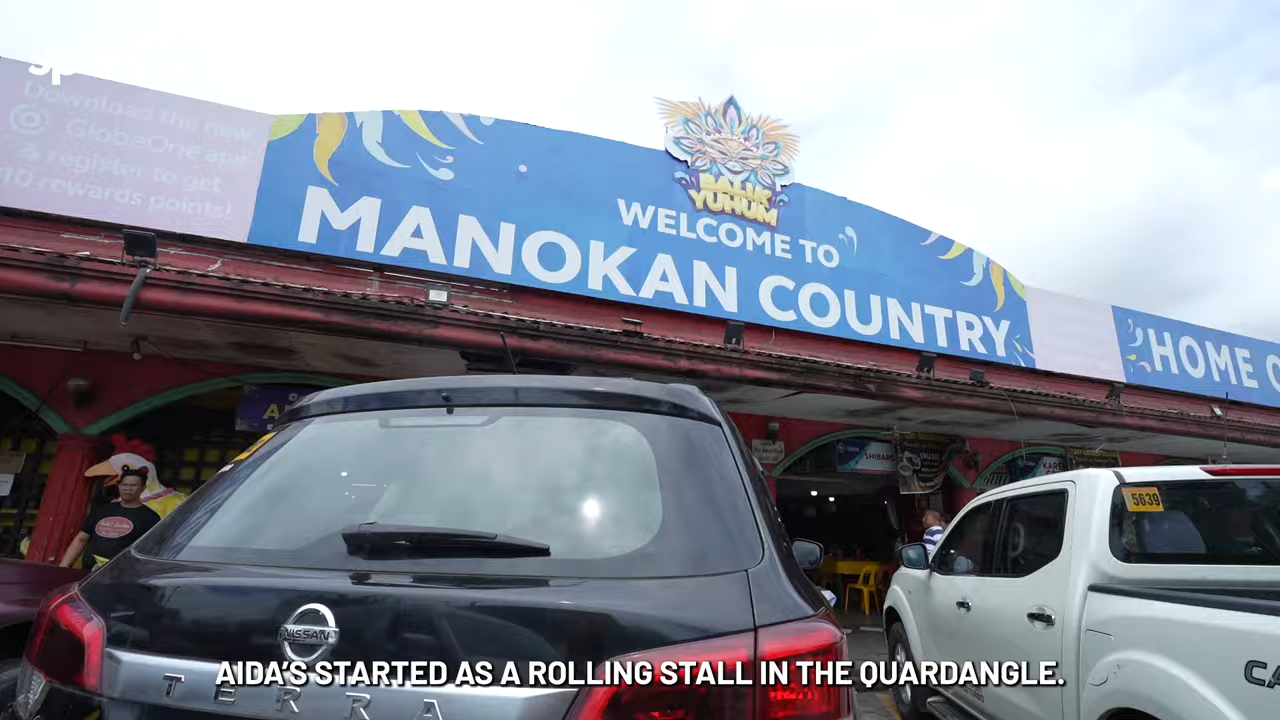 Download the new
GlobeOne app
& register to get
10 rewards points!
BALIK
YUHUM
WELCOME TO
MANOKAN COUNTRY
HOME
SHIBARO
5639
NISSAN
TERRA
AIDA'S STARTED AS A ROLLING STALL IN THE QUARDANGLE.